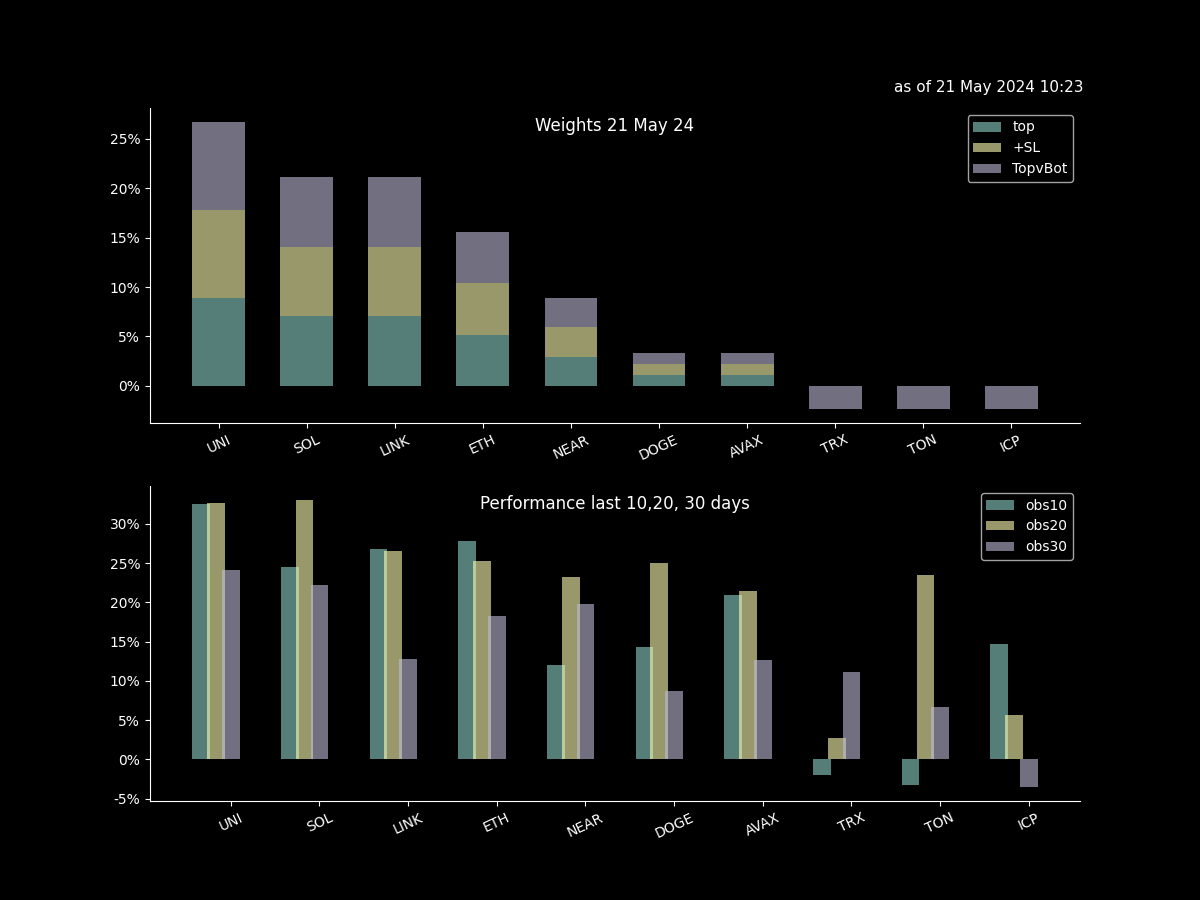 as of 21 May 2024 10:23
Weights 21 May 24
top
+SL
TopvBot
25%
20%
15%
10%
5%
0%
UNI SOL LINK ETH NEAR DOGE AVAX TRX TON ICP
Performance last 10,20, 30 days
obs10
obs20
obs30
30%
25%
20%
15%
10%
5%
0%
-5%
UNI SOL LINK ETH NEAR DOGE AVAX TRX TON ICP